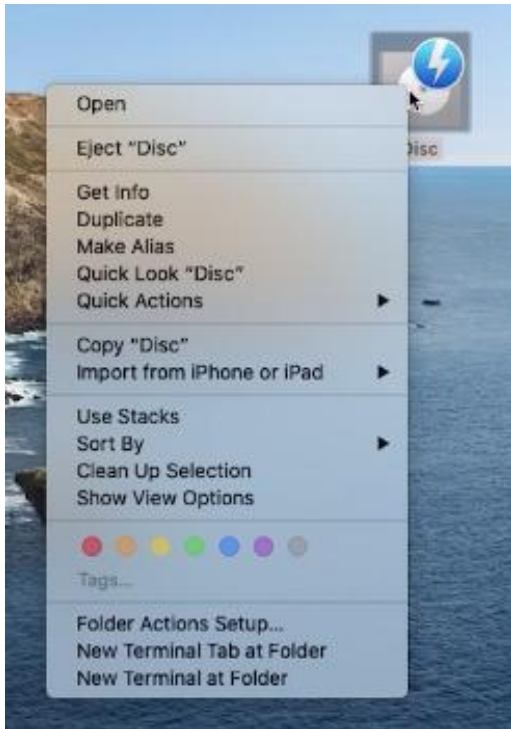 Disc
Open
Eject “Disc”
Get Info
Duplicate
Make Alias
Quick Look “Disc”
Quick Actions
Copy “Disc”
Import from iPhone or iPad
Use Stacks
Sort By
Clean Up Selection
Show View Options
Tags...
Folder Actions Setup...
New Terminal Tab at Folder
New Terminal at Folder